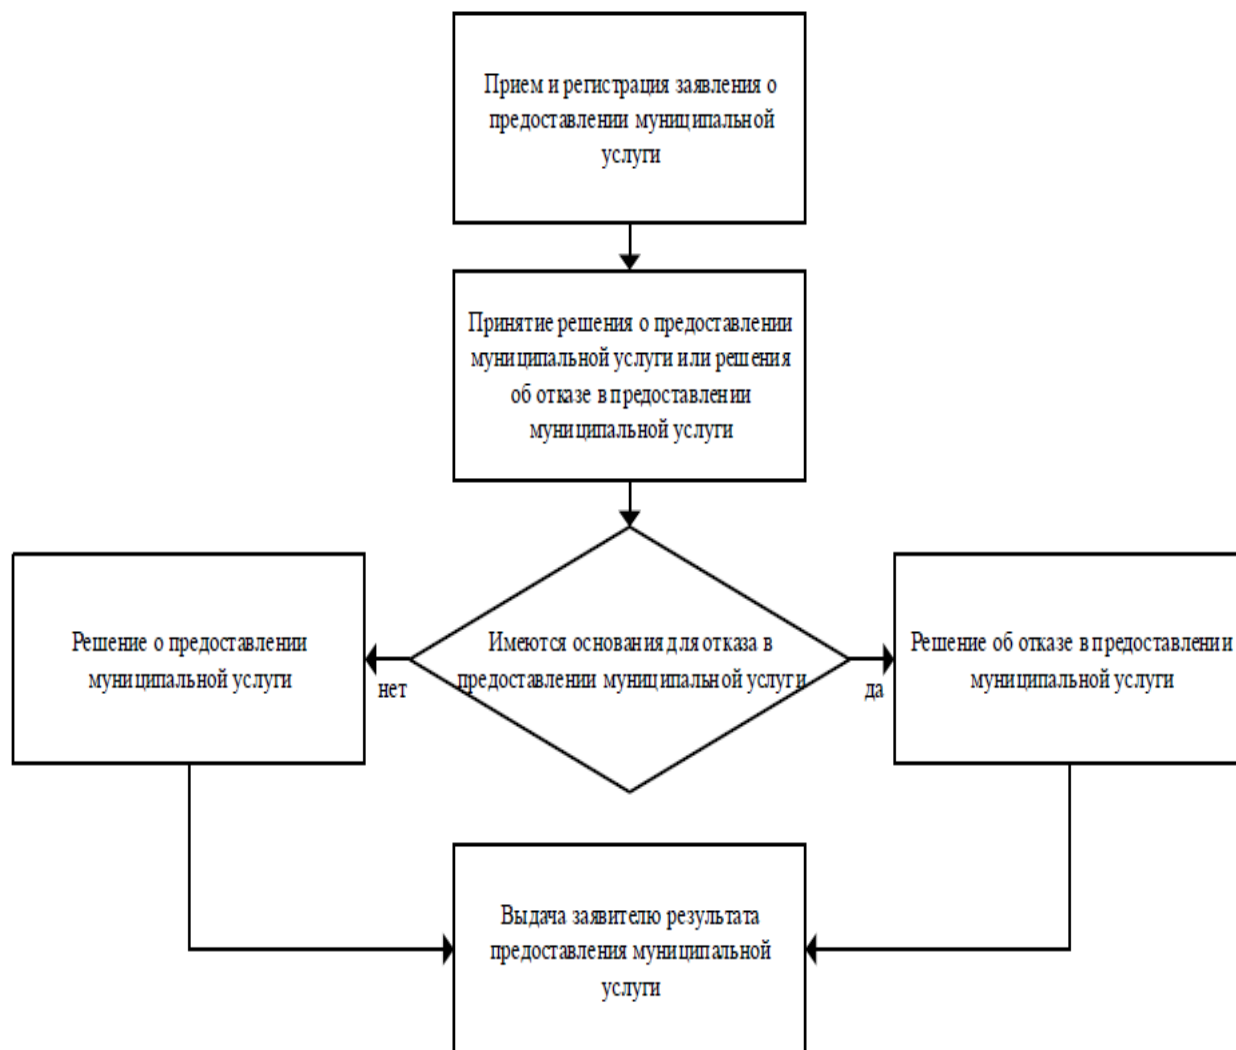 Прием и регистрация заявления о
предоставлении муниципальной
услуги
Принятие решения о предоставлении
муниципальной услуги или решения
об отказе в предоставлении
муниципальной услуги
Решение о предоставлении
муниципальной услуги
нет
Имеются основания для отказа в
предоставлении муниципальной услуги
да
Решение об отказе в предоставлении
муниципальной услуги
Выдача заявителю результата
предоставления муниципальной
услуги